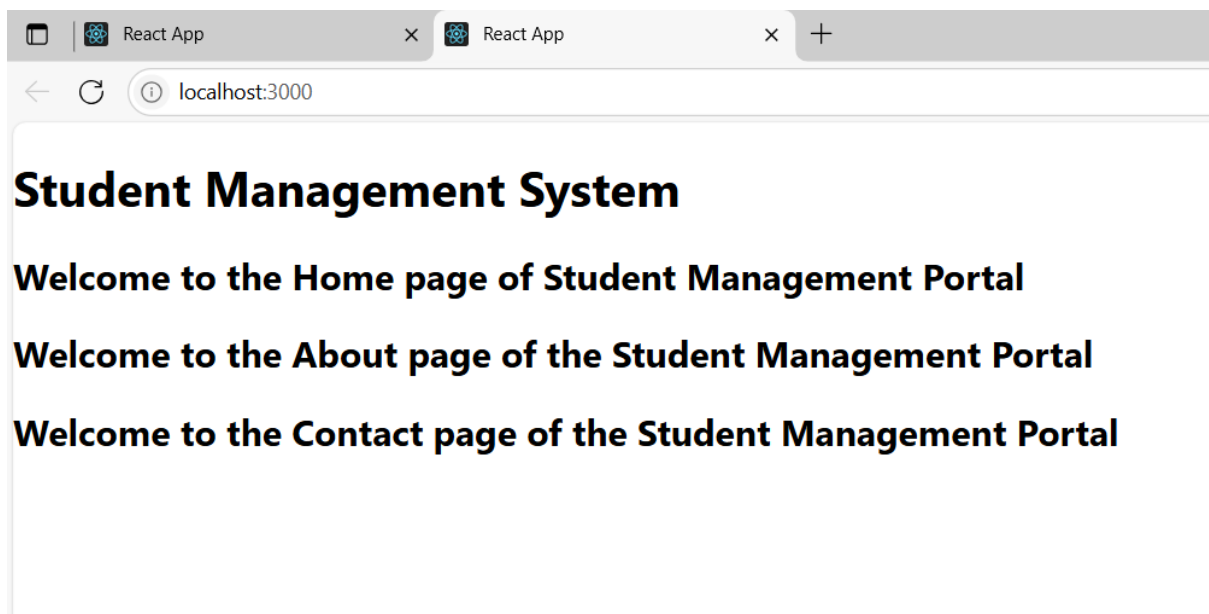 React App
React App
localhost:3000
Student Management System
Welcome to the Home page of Student Management Portal
Welcome to the About page of the Student Management Portal
Welcome to the Contact page of the Student Management Portal